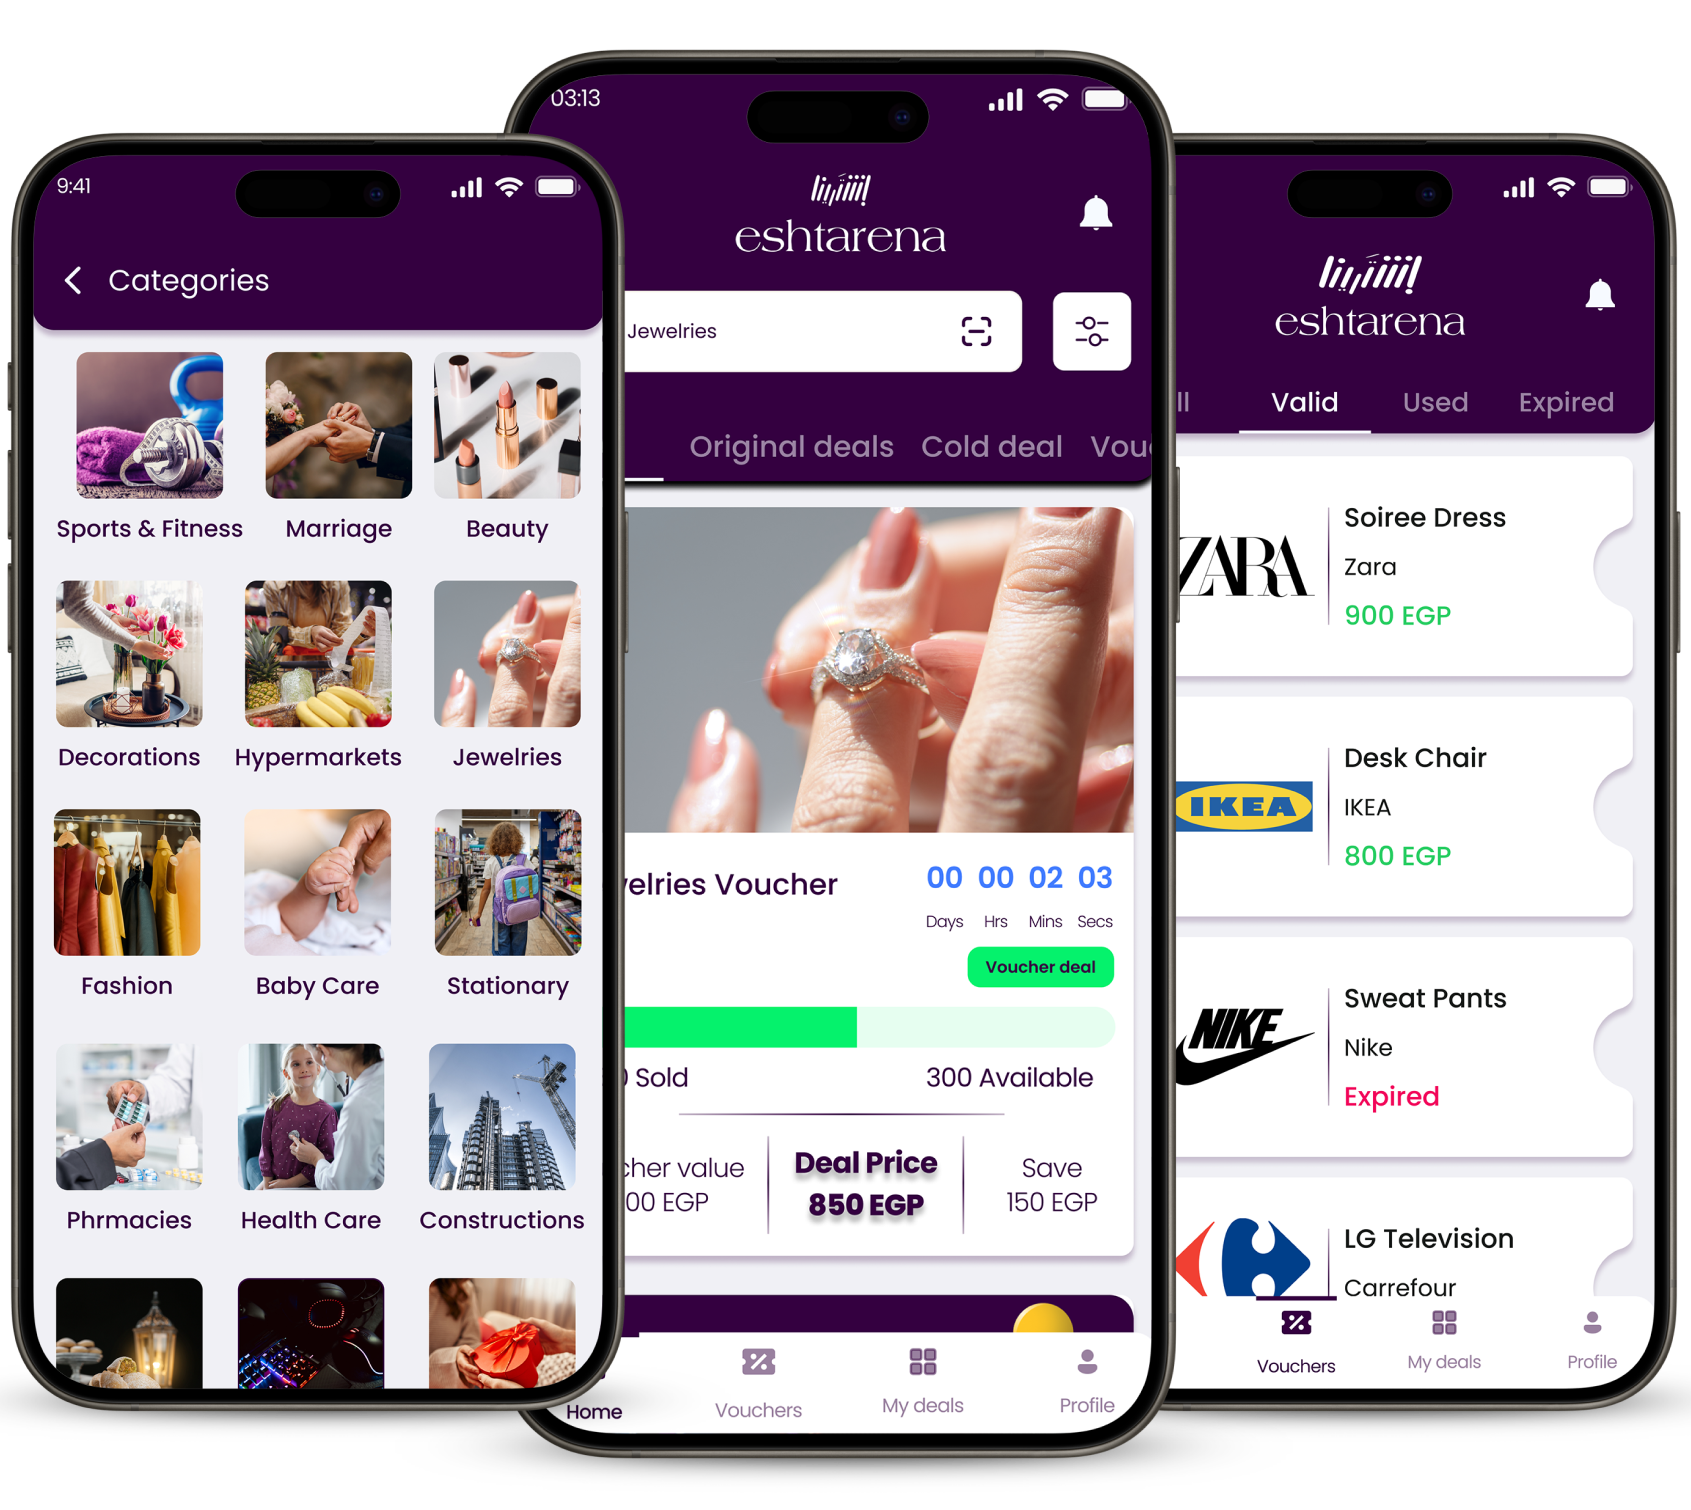 9:41
Categories
Sports & Fitness
Marriage
Beauty
Decorations
Hypermarkets
Jewelries
Fashion
Baby Care
Stationary
Phrmacies
Health Care
Constructions
03:13
إشترينا
eshtarena
Jewelries
Original deals
Cold deal
Vou
elries Voucher
00 00 02 03
Days Hrs Mins Secs
Voucher deal
Sold
300 Available
cher value
00 EGP
Deal Price
850 EGP
Save
150 EGP
Home
Vouchers
My deals
Profile
إشترينا
eshtarena
ll
Valid
Used
Expired
ZARA
Soiree Dress
Zara
900 EGP
IKEA
Desk Chair
IKEA
800 EGP
NIKE
Sweat Pants
Nike
Expired
LG Television
Carrefour
Vouchers
My deals
Profile